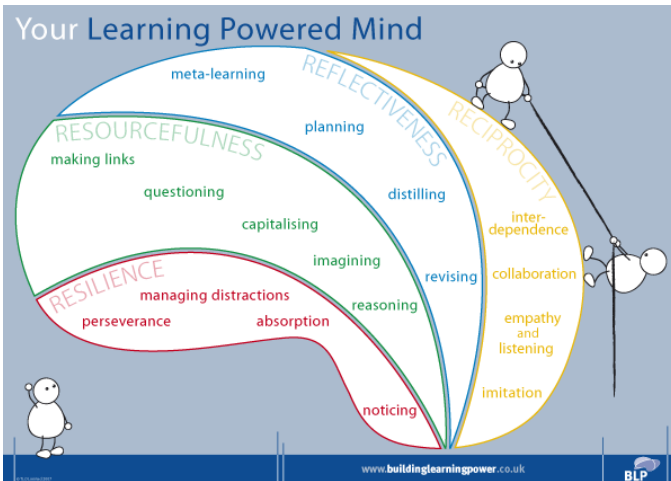 Your Learning Powered Mind
REFLECTIVENESS
meta-learning
planning
distilling
revising
RESOURCEFULNESS
making links
questioning
capitalising
imagining
reasoning
RESILIENCE
managing distractions
perseverance
absorption
noticing
RECIPROCITY
inter-
dependence
collaboration
empathy
and
listening
imitation
www.buildinglearningpower.co.uk
BLP